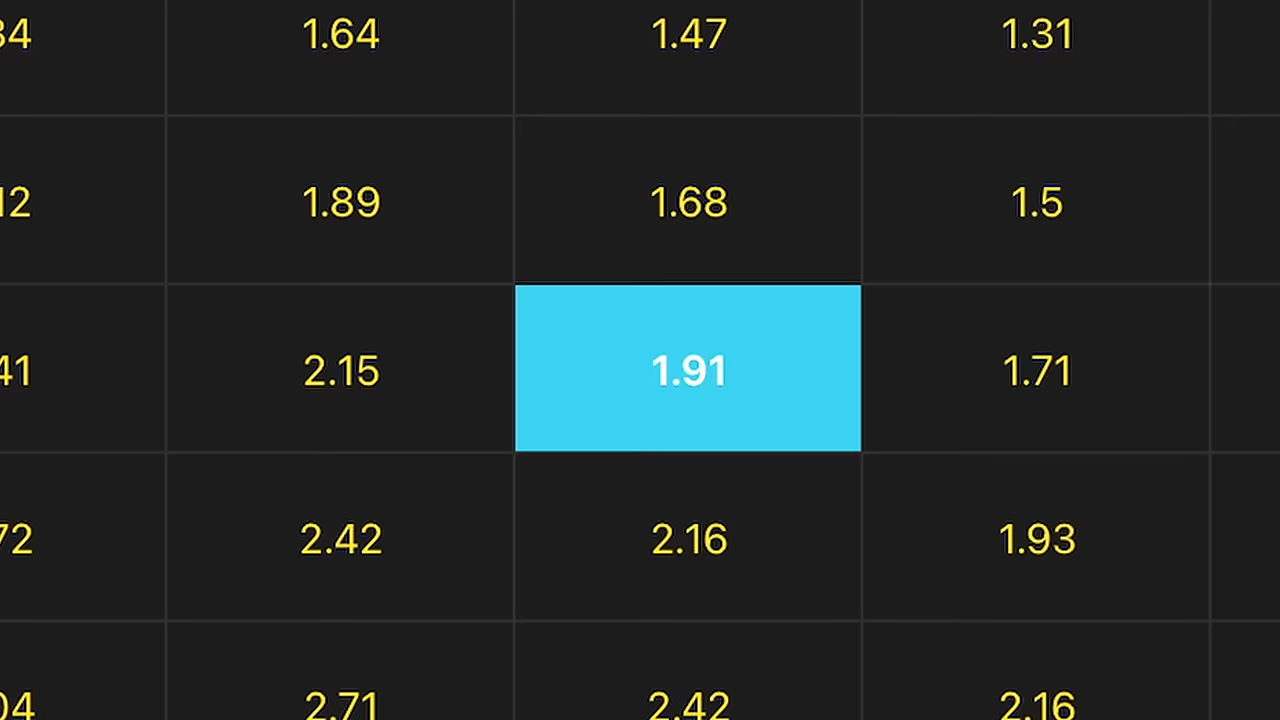 1.64 1.47 1.31
1.89 1.68 1.5
2.15 1.91 1.71
2.42 2.16 1.93
2.71 2.42 2.16